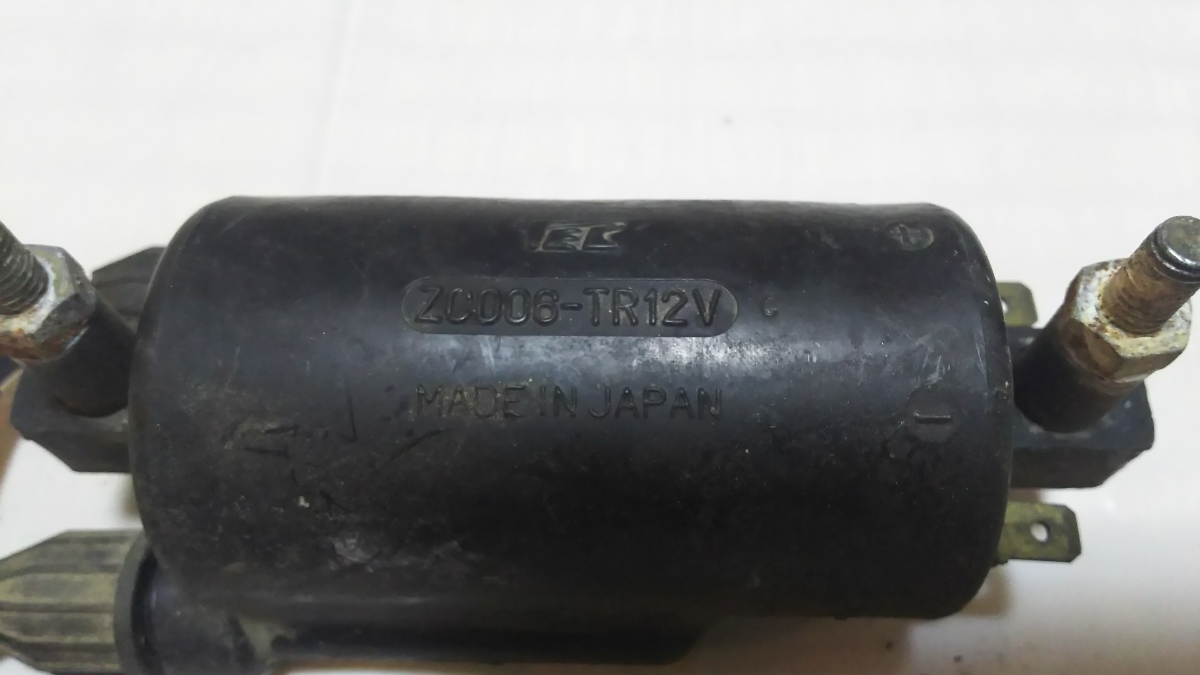 +
ZC006-TR12V
MADE IN JAPAN
-